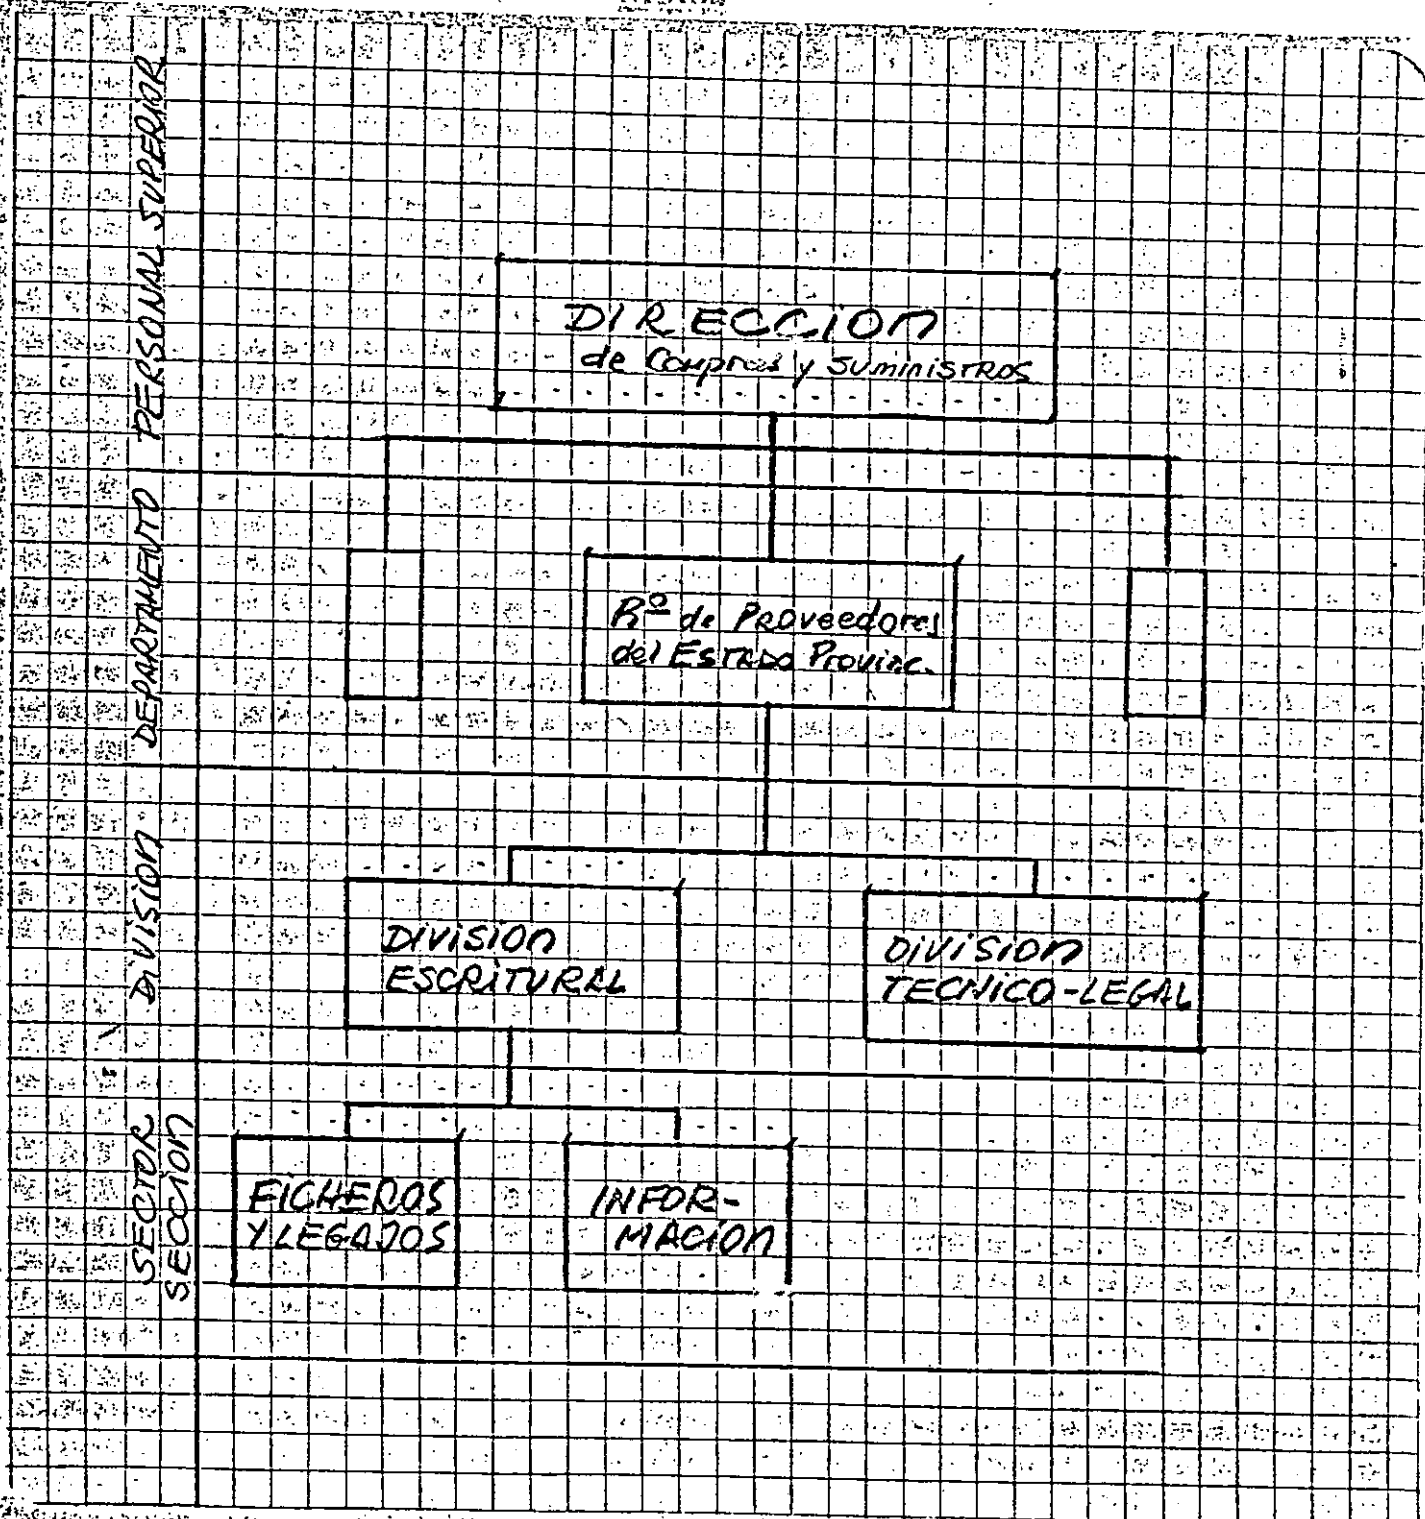 PERSONAL SUPERIOR
DIRECCION
de Compras y SUMINISTROS
DEPARTAMENTO
Rº de PROveedores
del ESTADO Provinc.
DIVISION
DIVISION
ESCRITURAL
DIVISION
TECNICO-LEGAL
SECTOR
SECCION
FICHEROS
Y LEGAJOS
INFOR-
MACION